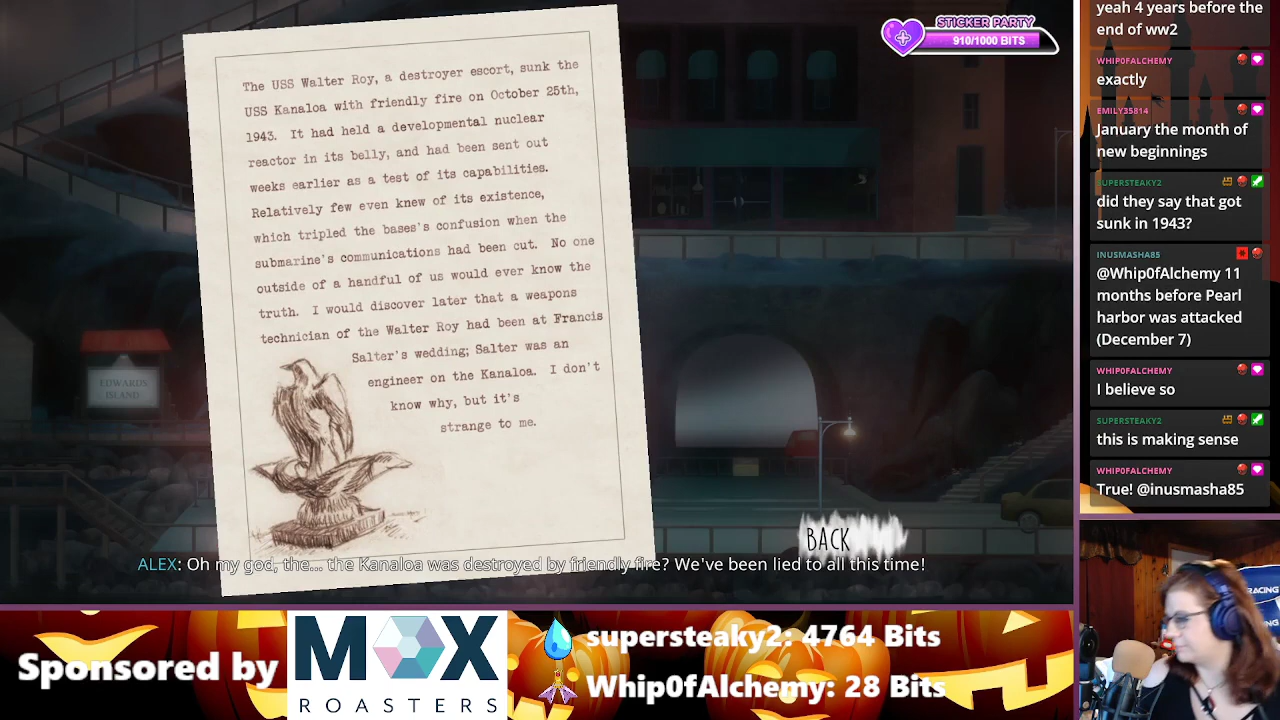 The USS Walter Roy, a destroyer escort, sunk the
USS Kanaloa with friendly fire on October 25th,
1943. It had held a developmental nuclear
reactor in its belly, and had been sent out
weeks earlier as a test of its capabilities.
Relatively few even knew of its existence,
which tripled the bases's confusion when the
submarine's communications had been cut. No one
outside of a handful of us would ever know the
truth. I would discover later that a weapons
technician of the Walter Roy had been at Francis
Salter's wedding; Salter was an
engineer on the Kanaloa. I don't
know why, but it's
strange to me.
EDWARDS
ISLAND
BACK
ALEX: Oh my god, the... the Kanaloa was destroyed by friendly fire? We've been lied to all this time!
STICKER PARTY
910/1000 BITS
yeah 4 years before the
end of ww2
WHIP0FALCHEMY
exactly
EMILY35814
January the month of
new beginnings
SUPERSTEAKY2
did they say that got
sunk in 1943?
INUSMASHA85
@Whip0fAlchemy 11
months before Pearl
harbor was attacked
(December 7)
WHIP0FALCHEMY
I believe so
SUPERSTEAKY2
this is making sense
WHIP0FALCHEMY
True! @inusmasha85
RACING
Sponsored by
MOX
ROASTERS
supersteaky2: 4764 Bits
Whip0fAlchemy: 28 Bits